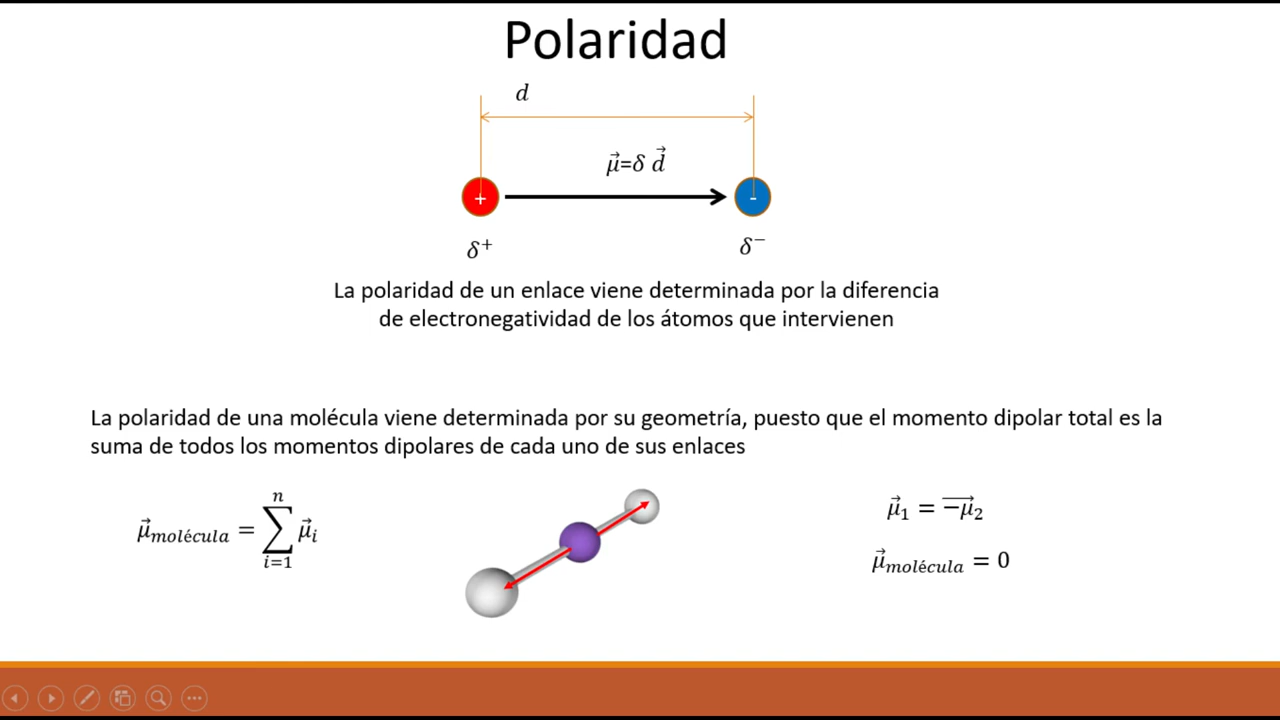 Polaridad
d
μ⃗=δ d⃗
+
-
δ⁺
δ⁻
La polaridad de un enlace viene determinada por la diferencia
de electronegatividad de los átomos que intervienen
La polaridad de una molécula viene determinada por su geometría, puesto que el momento dipolar total es la
suma de todos los momentos dipolares de cada uno de sus enlaces
μ⃗molécula = ∑ᵢ₌₁ⁿ μ⃗ᵢ
μ⃗₁ = −μ⃗₂
μ⃗molécula = 0